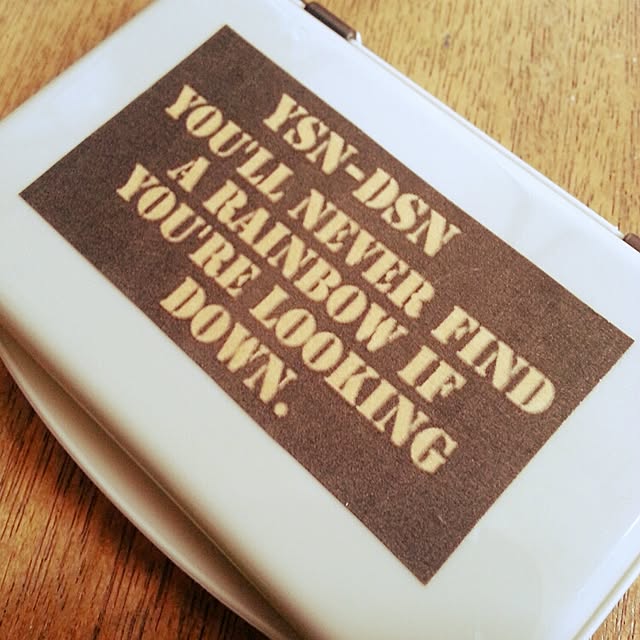 YSN-DSN
YOU'LL NEVER FIND
A RAINBOW IF
YOU'RE LOOKING
DOWN.